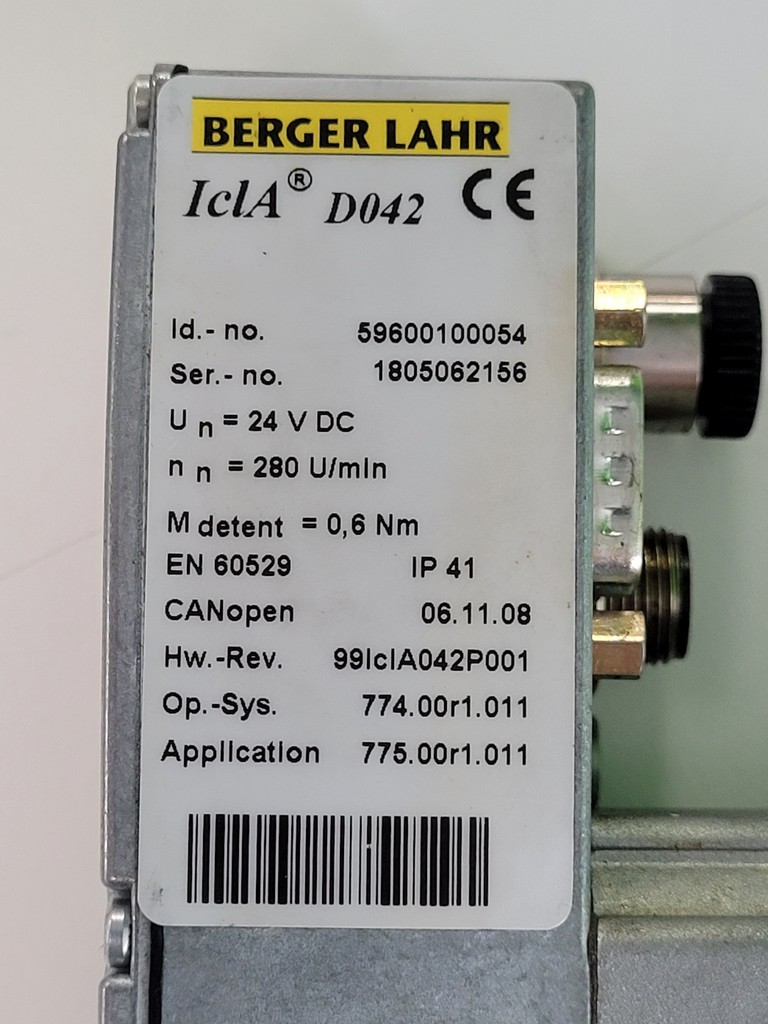 BERGER LAHR
IclA® D042 CE
Id.- no. 59600100054
Ser.- no. 1805062156
U n = 24 V DC
n n = 280 U/min
M detent = 0,6 Nm
EN 60529 IP 41
CANopen 06.11.08
Hw.-Rev. 99IclA042P001
Op.-Sys. 774.00r1.011
Application 775.00r1.011